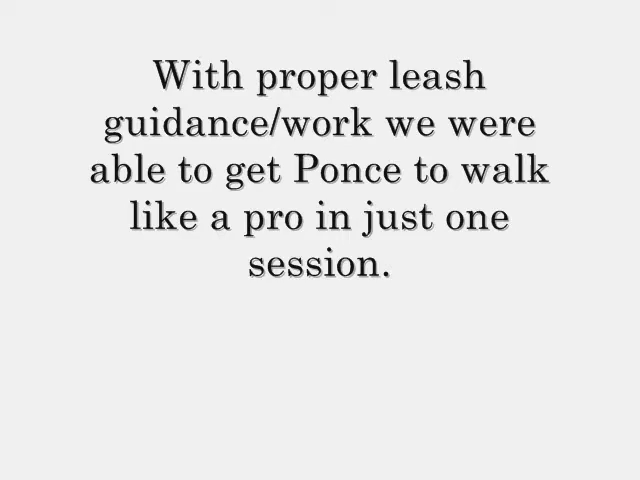 With proper leash
guidance/work we were
able to get Ponce to walk
like a pro in just one
session.